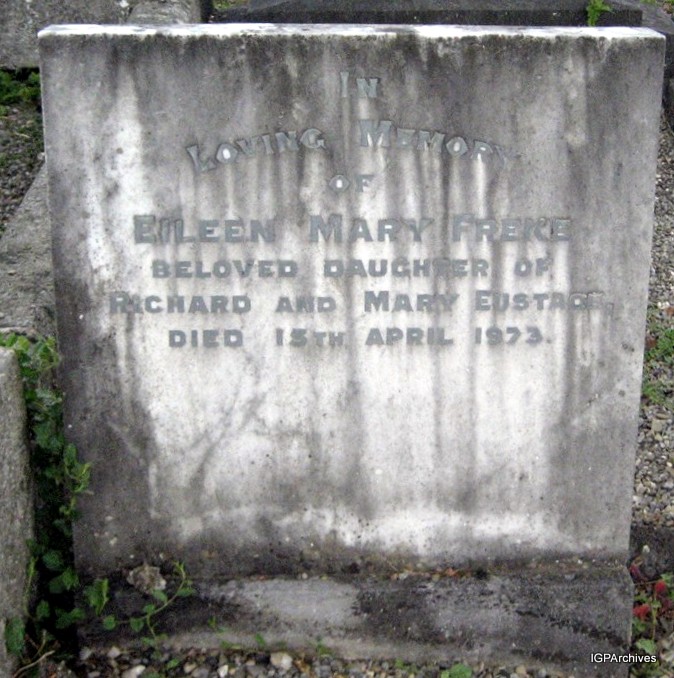 IN
LOVING MEMORY
OF
EILEEN MARY FREKE
BELOVED DAUGHTER OF
RICHARD AND MARY EUSTACE,
DIED 15TH APRIL 1973.
IGPArchives